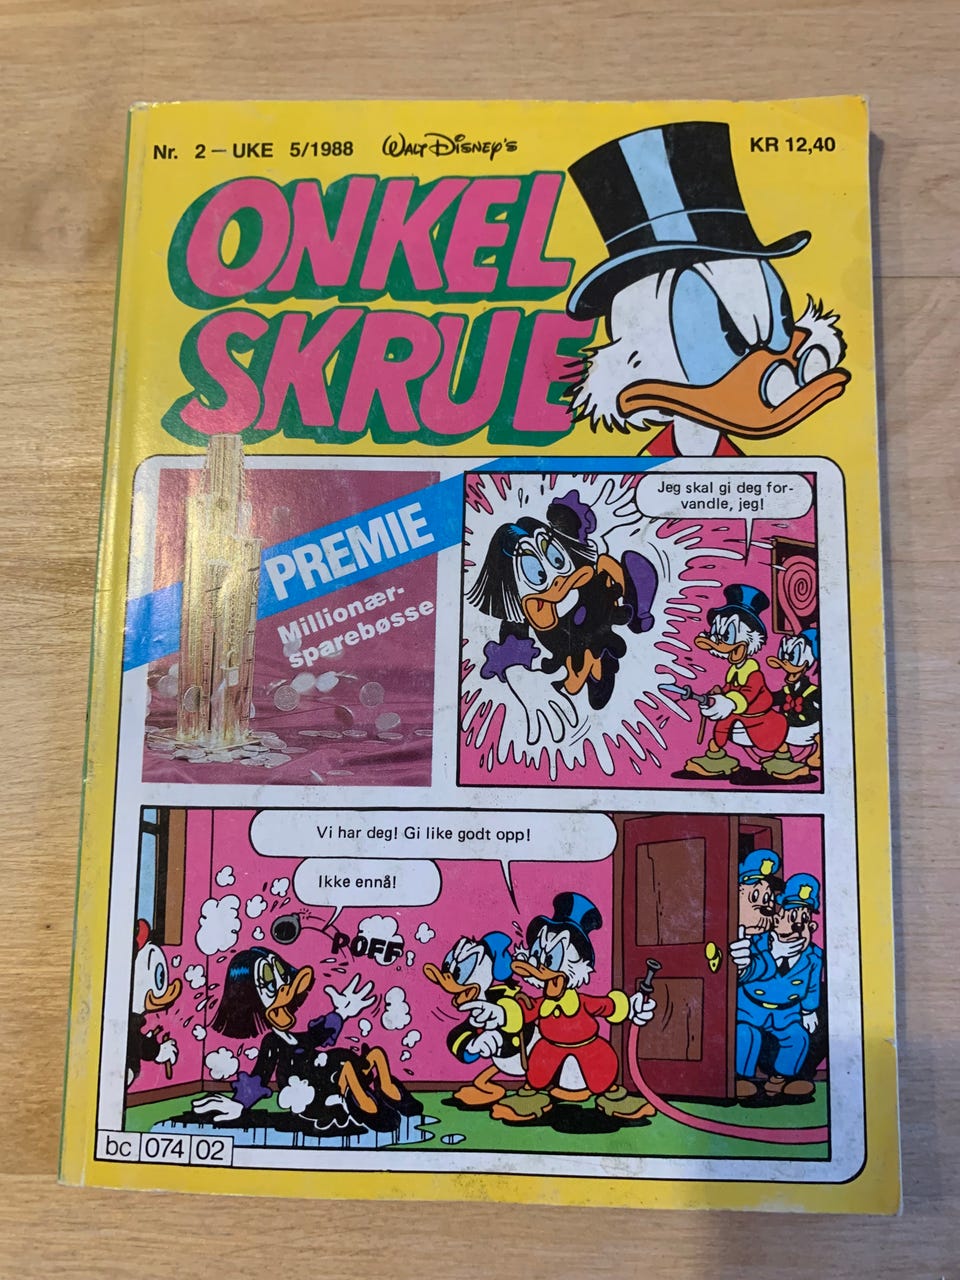 Nr. 2 – UKE 5/1988 Walt Disney's KR 12,40
ONKEL
SKRUE
PREMIE
Millionær-
sparebøsse
Jeg skal gi deg for-
vandle, jeg!
Vi har deg! Gi like godt opp!
Ikke ennå!
POFF
bc 074 02